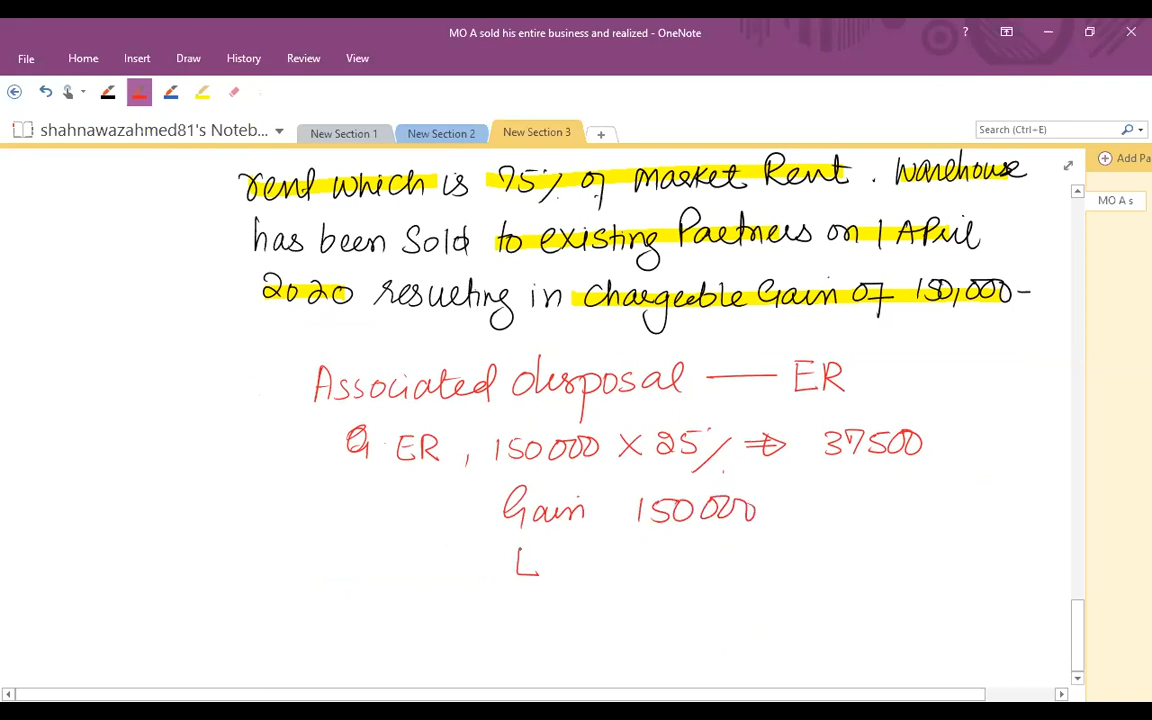 MO A sold his entire business and realized - OneNote
?
File Home Insert Draw History Review View
shahnawazahmed81's Noteb... New Section 1 New Section 2 New Section 3 + Search (Ctrl+E)
Add Pa
MO A s
rent which is 75% of Market Rent. Warehouse
has been Sold to existing Partners on 1 April
2020 resulting in Chargeable Gain of 150,000-
Associated disposal — ER
G ER, 150000 X 25% ⇒ 37500
Gain 150000
L